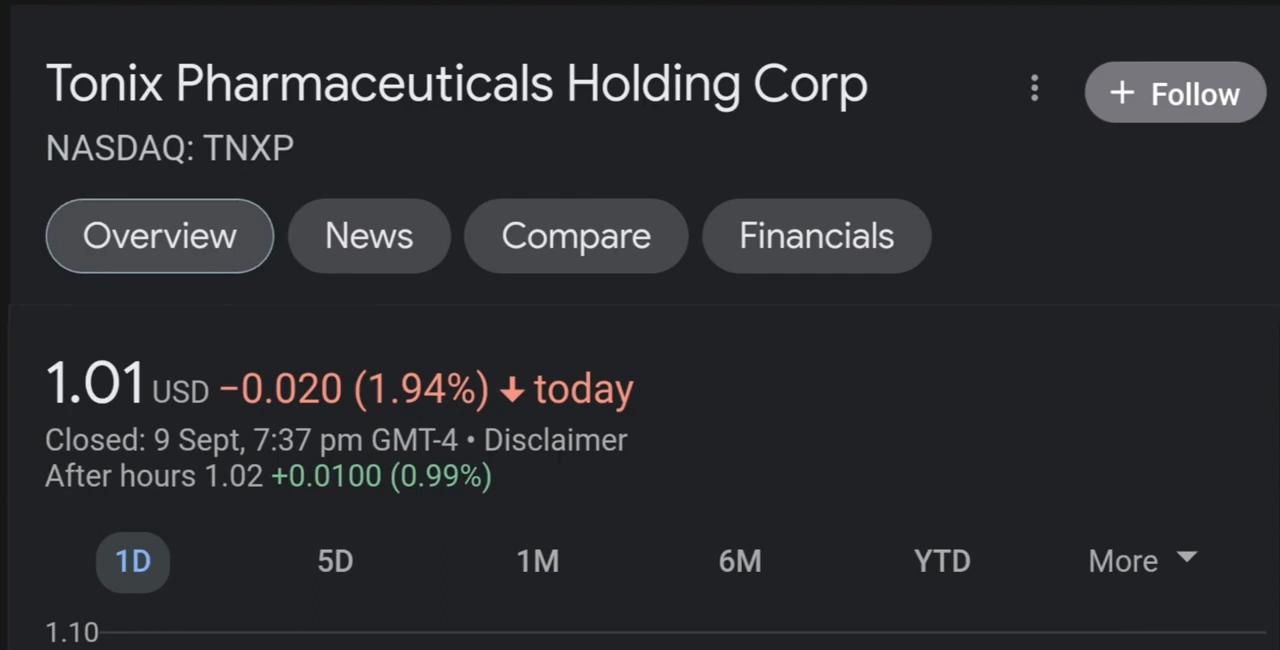 Tonix Pharmaceuticals Holding Corp
+ Follow
NASDAQ: TNXP
Overview News Compare Financials
1.01 USD −0.020 (1.94%) ↓ today
Closed: 9 Sept, 7:37 pm GMT-4 • Disclaimer
After hours 1.02 +0.0100 (0.99%)
1D 5D 1M 6M YTD More
1.10